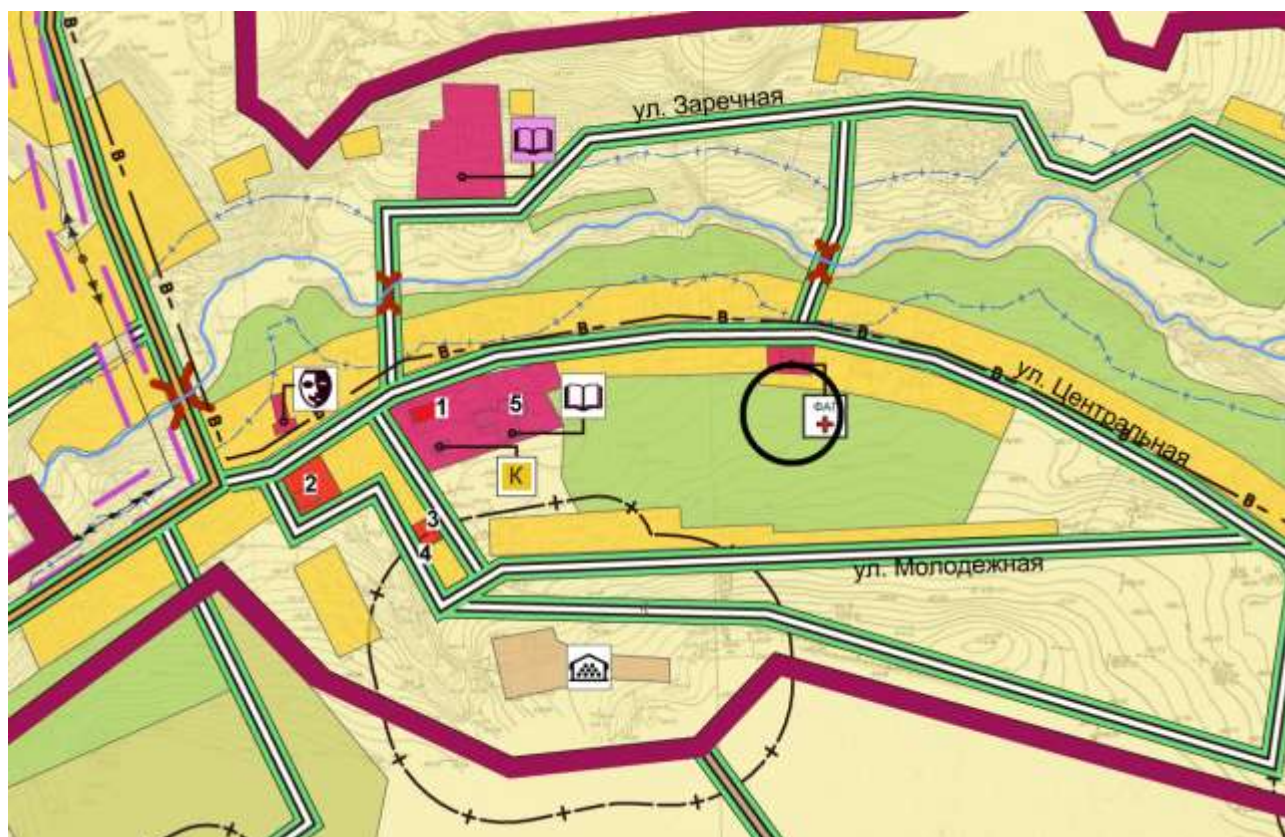 В-
ул. Заречная
В-
В-
В-
В-
ул. Центральная
В-
В-
В-
В-
1
5
К
ФАП
2
3
4
ул. Молодежная